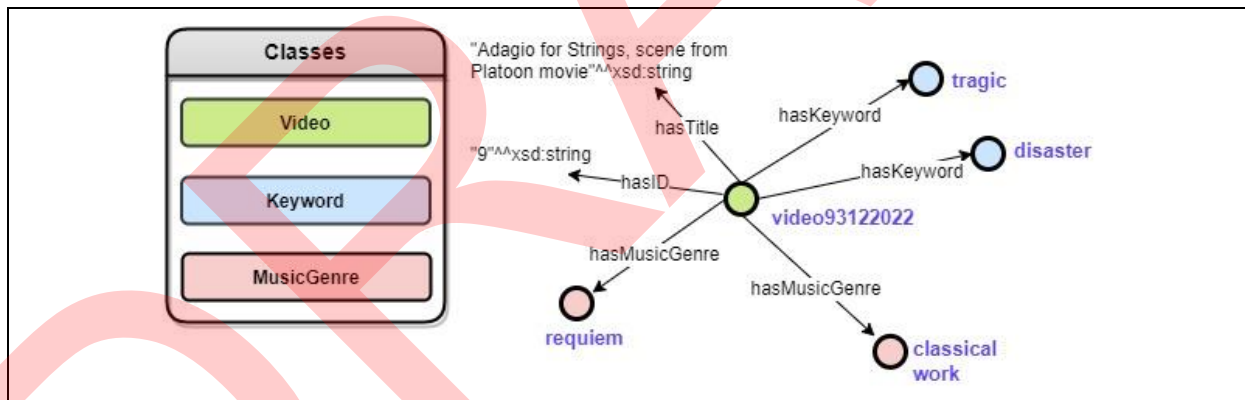 Classes
Video
Keyword
MusicGenre
"Adagio for Strings, scene from
Platoon movie"^^xsd:string
hasTitle
"9"^^xsd:string
hasID
hasKeyword
tragic
hasKeyword
disaster
video93122022
hasMusicGenre
requiem
hasMusicGenre
classical
work